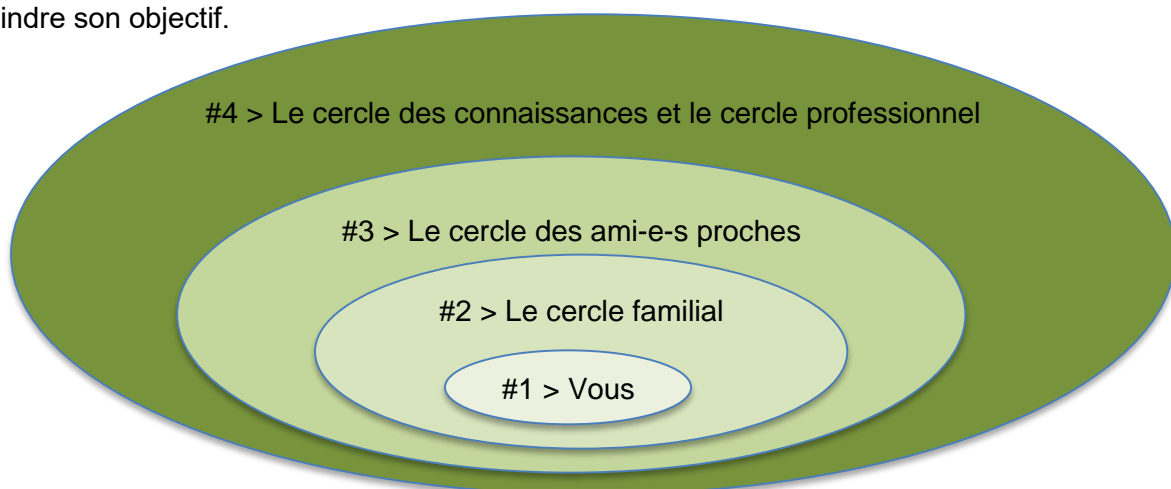 indre son objectif.
#4 > Le cercle des connaissances et le cercle professionnel
#3 > Le cercle des ami-e-s proches
#2 > Le cercle familial
#1 > Vous